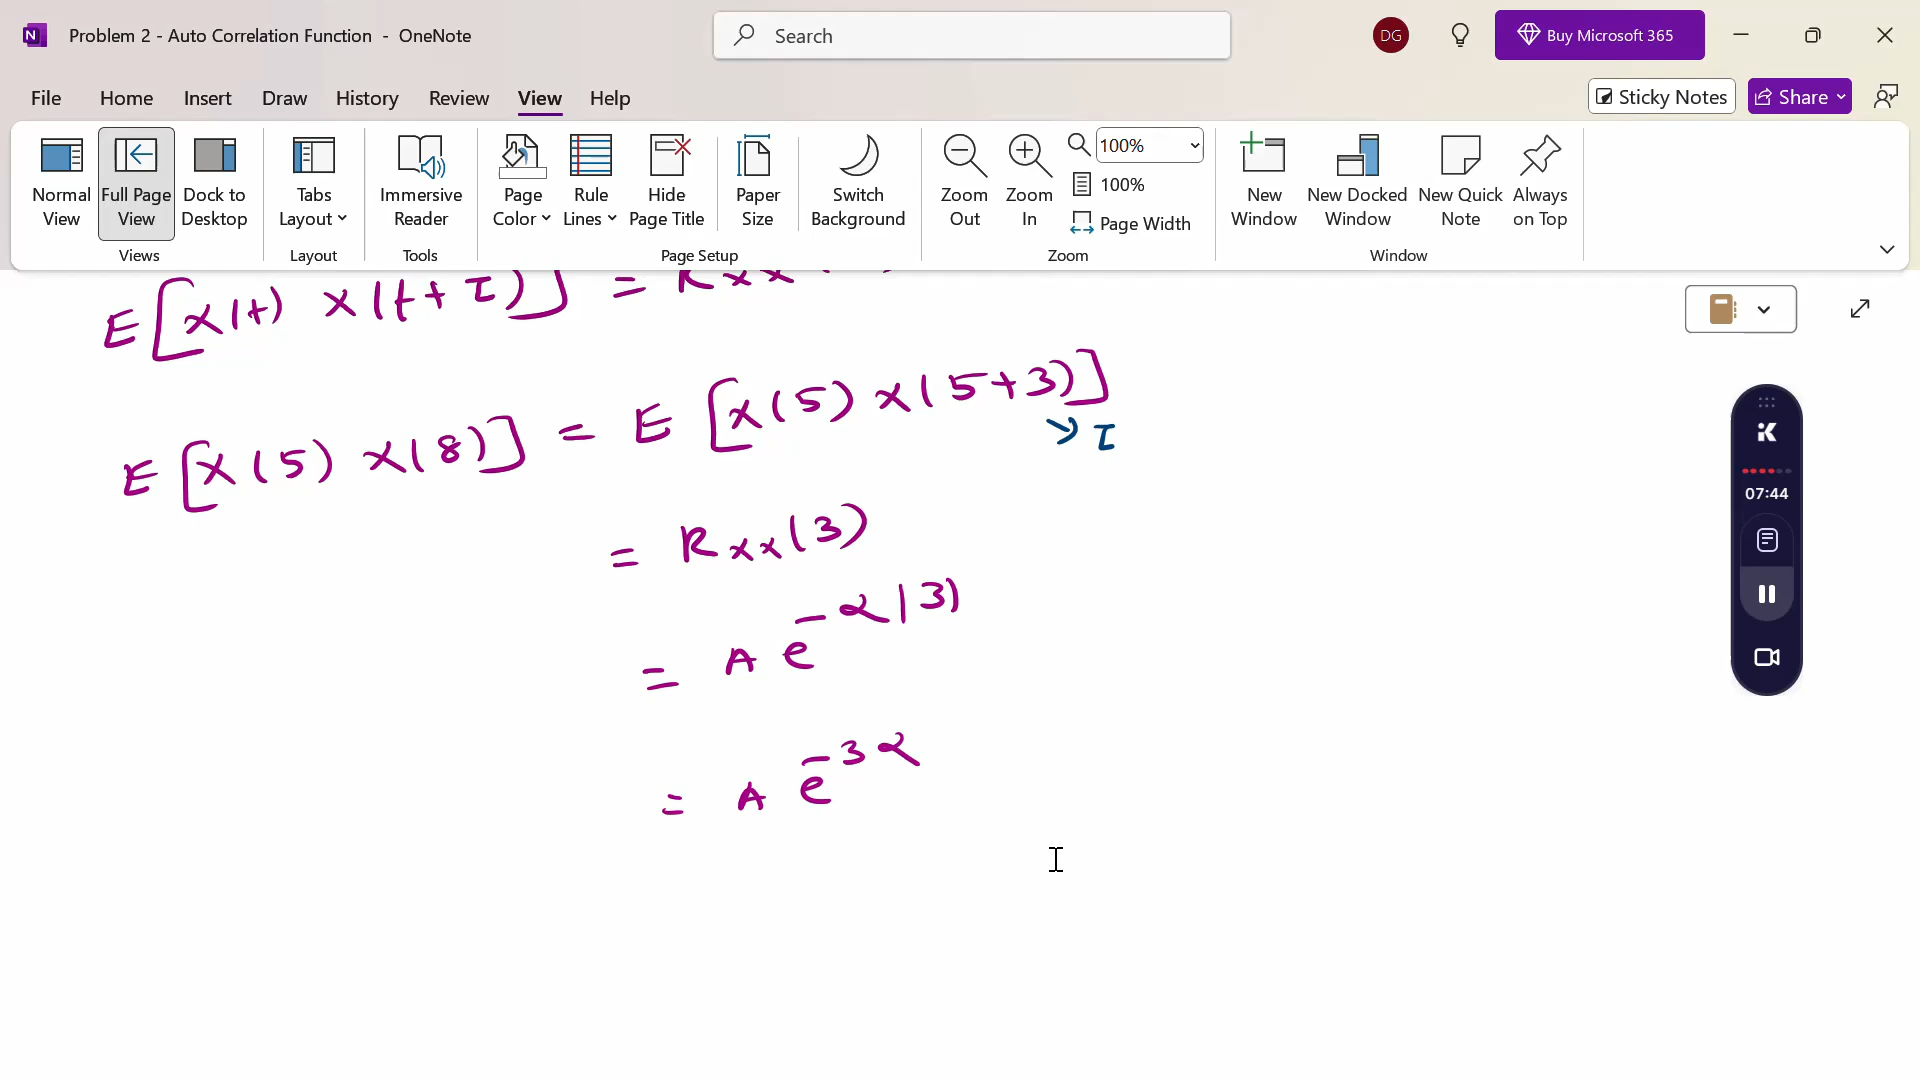 Problem 2 - Auto Correlation Function - OneNote
Search
DG
Buy Microsoft 365
File Home Insert Draw History Review View Help
Sticky Notes
Share
Normal View
Full Page View
Dock to Desktop
Tabs Layout
Immersive Reader
Page Color
Rule Lines
Hide Page Title
Paper Size
Switch Background
Zoom Out
Zoom In
100%
100%
Page Width
New Window
New Docked Window
New Quick Note
Always on Top
Views Layout Tools Page Setup Zoom Window
E[X(t) X(t+τ)] = Rxx
E[X(5) X(8)] = E[X(5) X(5+3)]
τ
= Rxx(3)
= A e^-α|3|
= A e^-3α
07:44